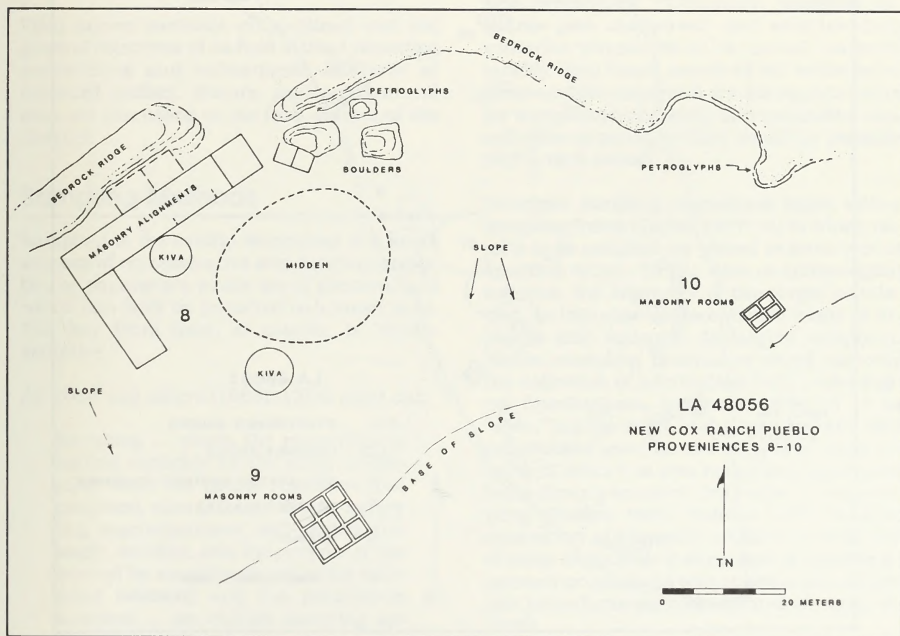 BEDROCK RIDGE
PETROGLYPHS
BEDROCK RIDGE
BOULDERS
PETROGLYPHS
MASONRY ALIGNMENTS
KIVA
MIDDEN
SLOPE
8
10
MASONRY ROOMS
KIVA
SLOPE
BASE OF SLOPE
9
MASONRY ROOMS
LA 48056
NEW COX RANCH PUEBLO
PROVENIENCES 8-10
TN
0 20 METERS